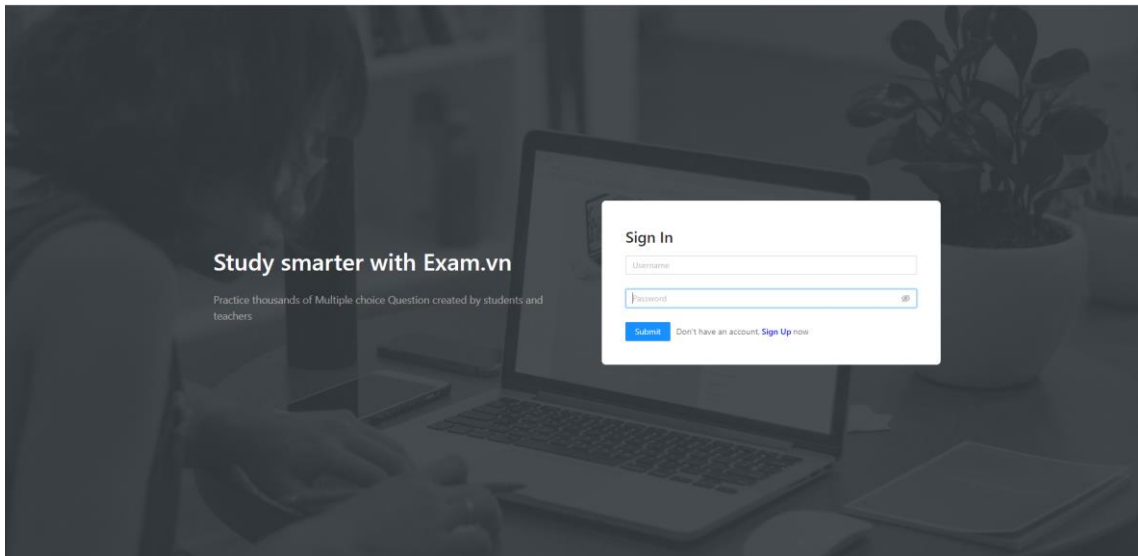 Study smarter with Exam.vn
Practice thousands of Multiple choice Question created by students and
teachers
Sign In
Username
Password
Submit
Don't have an account. Sign Up now